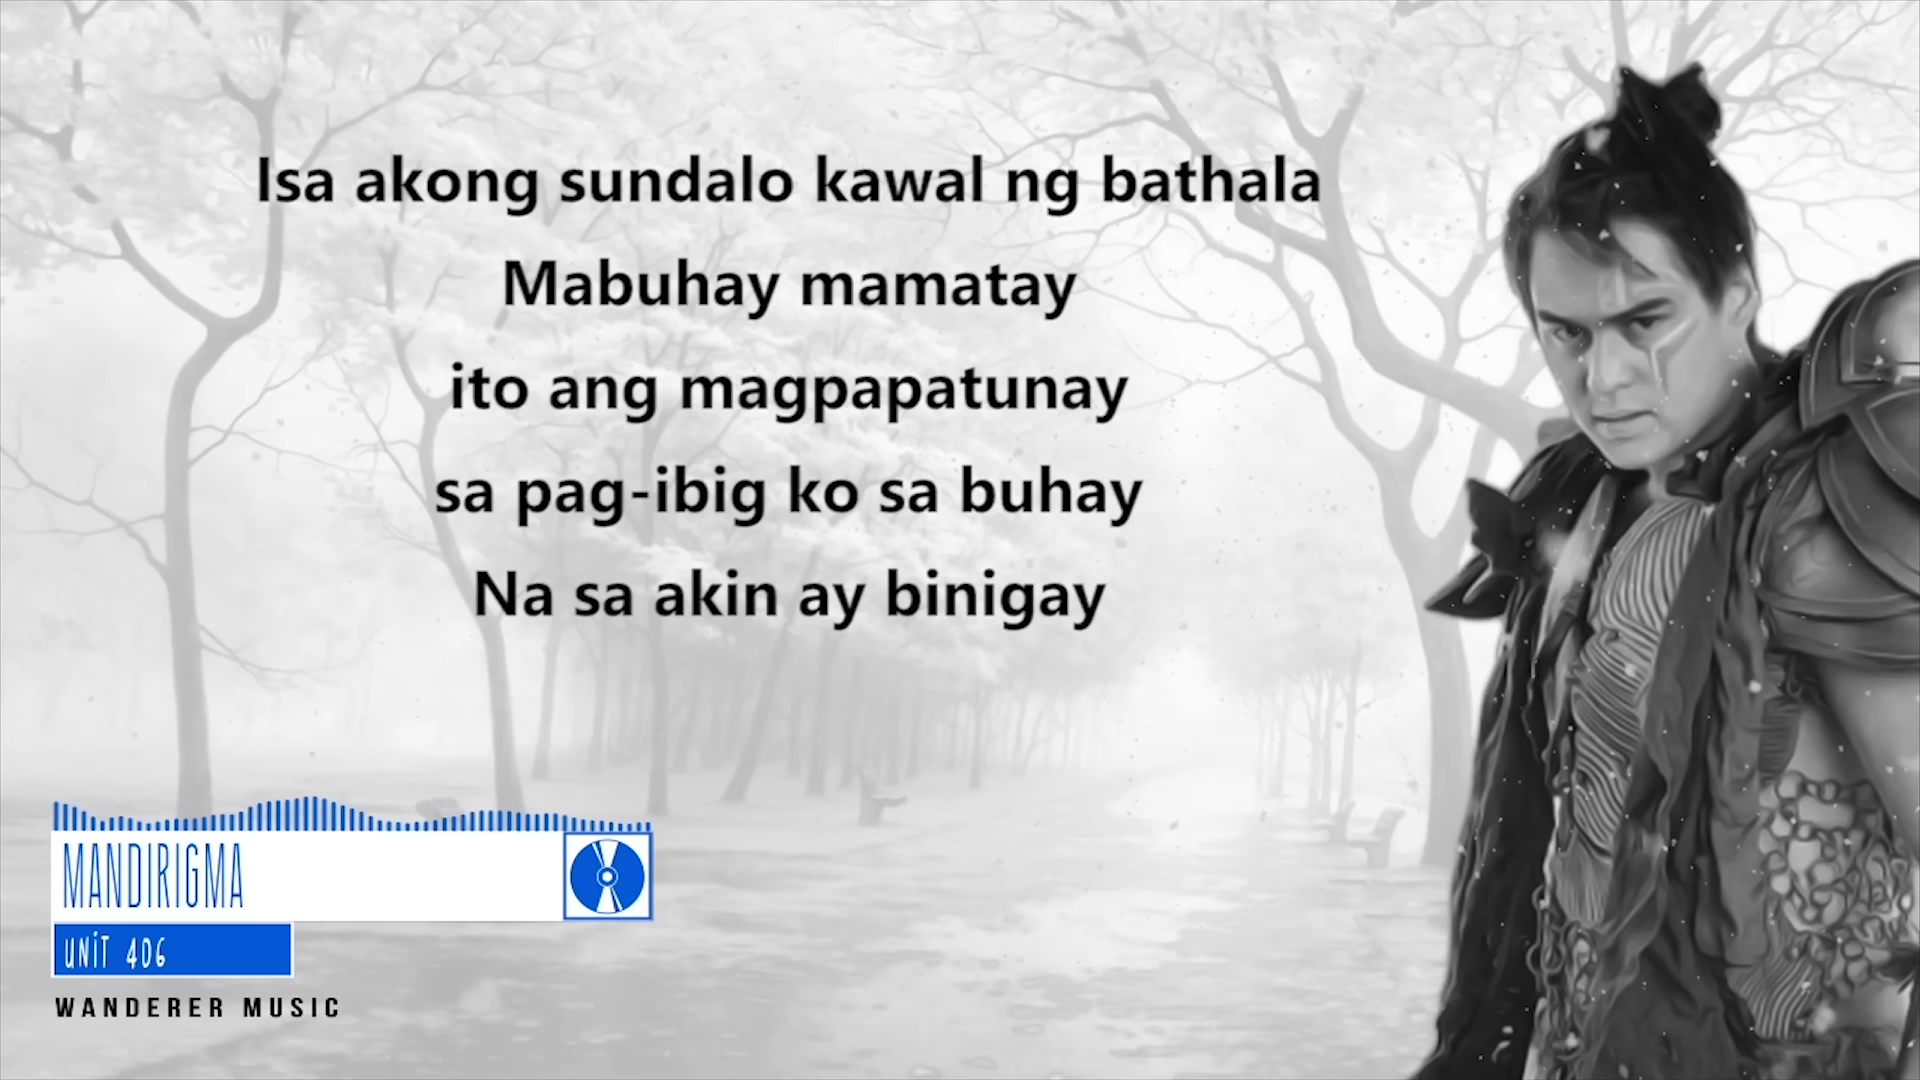 Isa akong sundalo kawal ng bathala
Mabuhay mamatay
ito ang magpapatunay
sa pag-ibig ko sa buhay
Na sa akin ay binigay
MANDIRIGMA
UNIT 406
WANDERER MUSIC